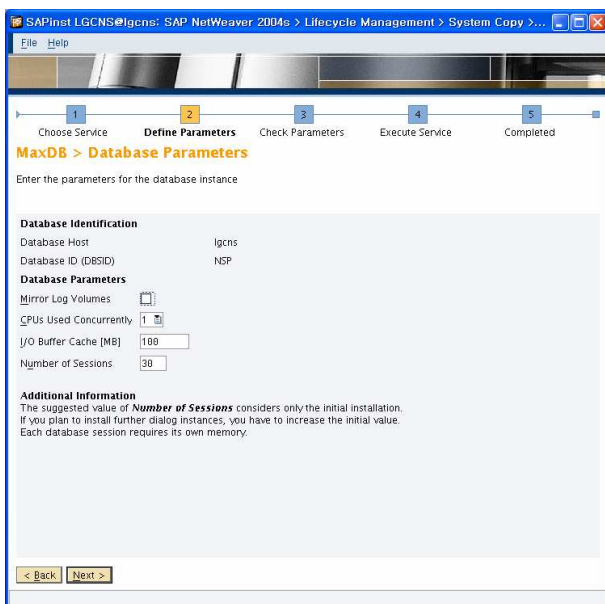 SAPinst LGCNS@lgcns: SAP NetWeaver 2004s > Lifecycle Management > System Copy >...
File Help
1 2 3 4 5
Choose Service Define Parameters Check Parameters Execute Service Completed
MaxDB > Database Parameters
Enter the parameters for the database instance
Database Identification
Database Host lgcns
Database ID (DBSID) NSP
Database Parameters
Mirror Log Volumes
CPUs Used Concurrently 1
I/O Buffer Cache [MB] 100
Number of Sessions 30
Additional Information
The suggested value of Number of Sessions considers only the initial installation.
If you plan to install further dialog instances, you have to increase the initial value.
Each database session requires its own memory.
< Back Next >